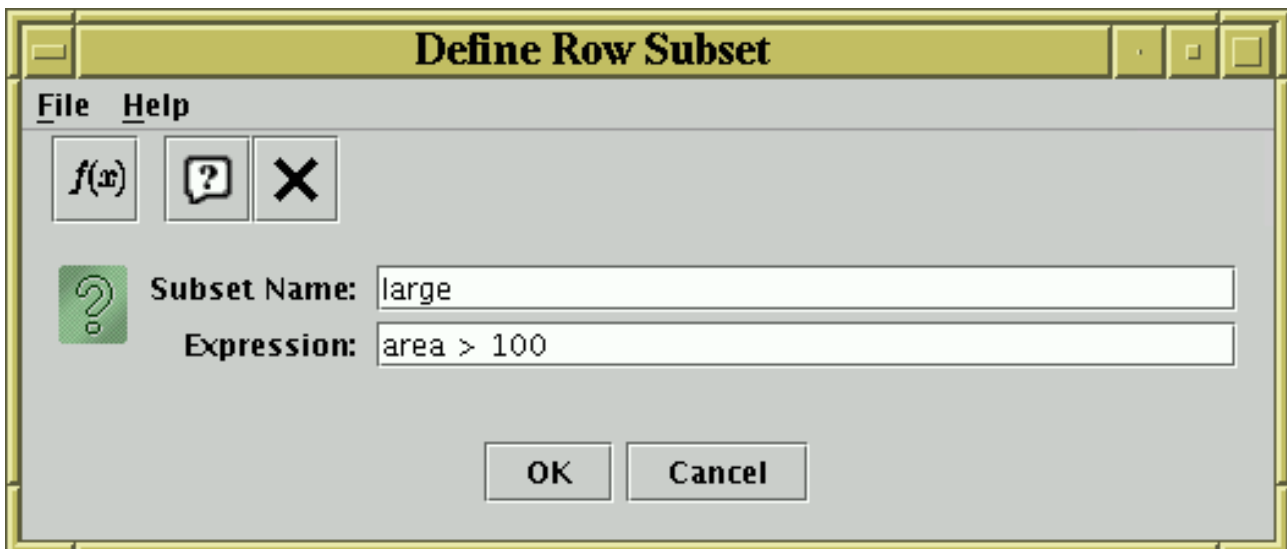 Define Row Subset
File Help
f(x) ?
Subset Name: large
? Expression: area > 100
OK Cancel